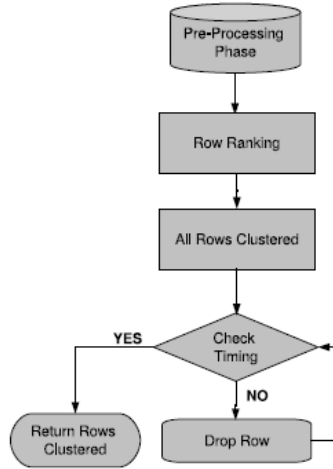 Pre-Processing
Phase
Row Ranking
All Rows Clustered
Check
Timing
YES
NO
Return Rows
Clustered
Drop Row